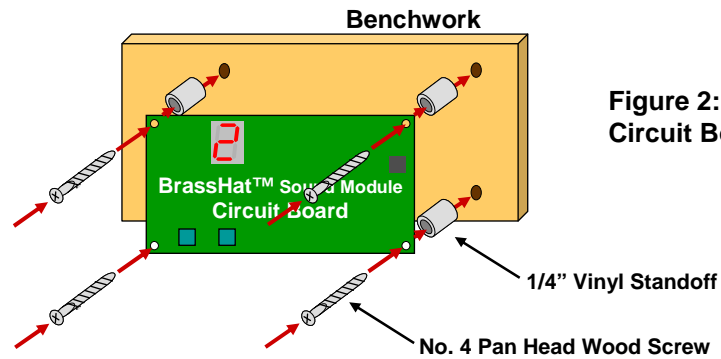 Benchwork
Figure 2:
Circuit
2
BrassHat™ Sound Module
Circuit Board
1/4” Vinyl Standoff
No. 4 Pan Head Wood Screw